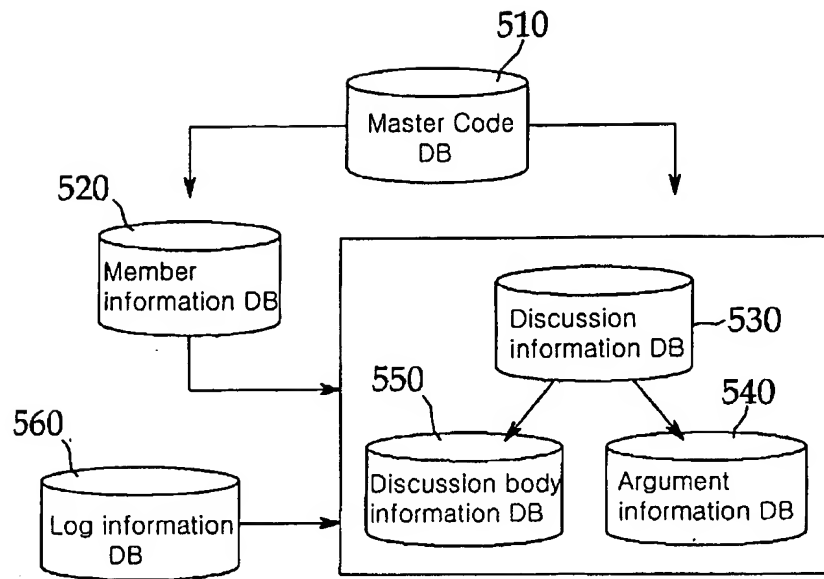 510
Master Code
DB
520
Member
information DB
Discussion
information DB
530
550
540
560
Discussion body
information DB
Argument
information DB
Log information
DB